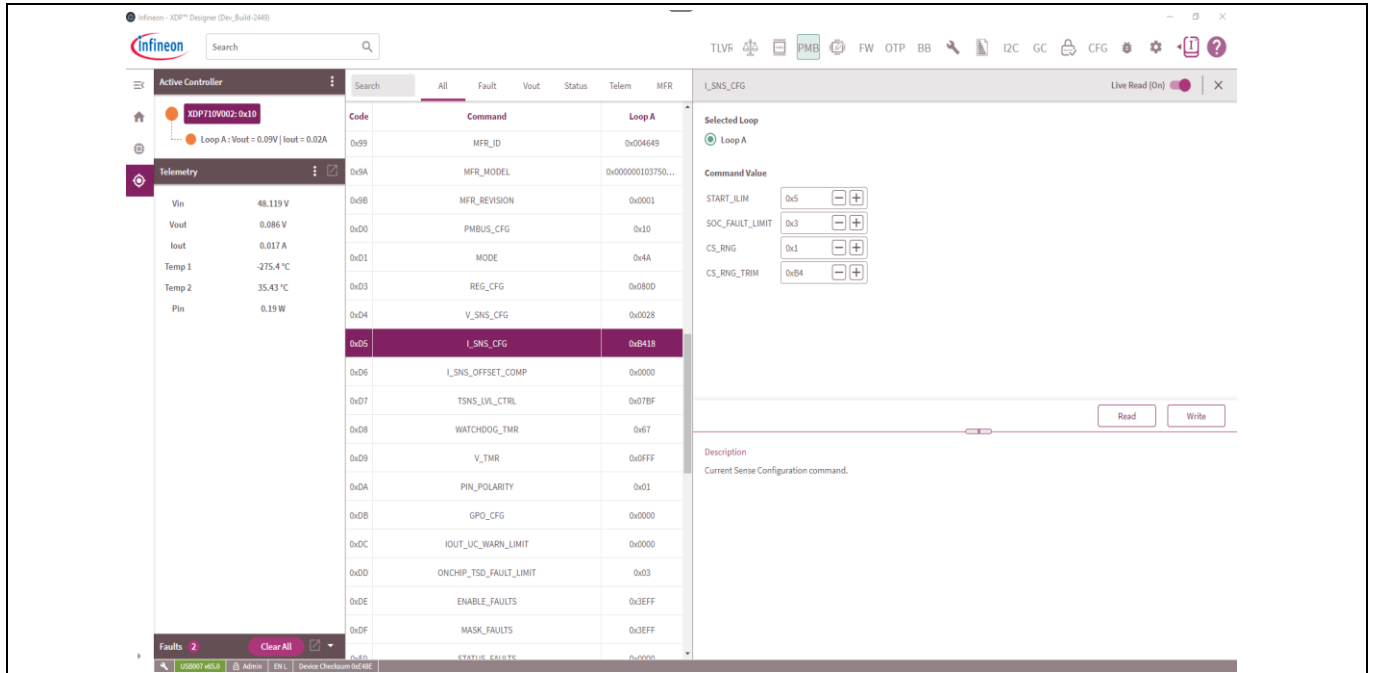 Infineon - XDP™ Designer (Dev_Build-2449)
infineon
Search
TLVR PMB FW OTP BB I2C GC CFG
Active Controller
XDP710V002: 0x10
Loop A : Vout = 0.09V | Iout = 0.02A
Telemetry
Vin 48.119 V
Vout 0.086 V
Iout 0.017 A
Temp 1 -275.4 °C
Temp 2 35.43 °C
Pin 0.19 W
Faults 2 Clear All
Search All Fault Vout Status Telem MFR
Code Command Loop A
0x99 MFR_ID 0x004649
0x9A MFR_MODEL 0x000000103750...
0x9B MFR_REVISION 0x0001
0xD0 PMBUS_CFG 0x10
0xD1 MODE 0x4A
0xD3 REG_CFG 0x080D
0xD4 V_SNS_CFG 0x0028
0xD5 I_SNS_CFG 0xB418
0xD6 I_SNS_OFFSET_COMP 0x0000
0xD7 TSNS_LVL_CTRL 0x07BF
0xD8 WATCHDOG_TMR 0x67
0xD9 V_TMR 0x0FFF
0xDA PIN_POLARITY 0x01
0xDB GPO_CFG 0x0000
0xDC IOUT_UC_WARN_LIMIT 0x0000
0xDD ONCHIP_TSD_FAULT_LIMIT 0x03
0xDE ENABLE_FAULTS 0x3EFF
0xDF MASK_FAULTS 0x3EFF
0xE0 STATUS_FAULTS 0x0000
I_SNS_CFG Live Read (On)
Selected Loop
Loop A
Command Value
START_ILIM 0x5
SOC_FAULT_LIMIT 0x3
CS_RNG 0x1
CS_RNG_TRIM 0xB4
Read Write
Description
Current Sense Configuration command.
USB007 v65.0 Admin EN L Device Checksum 0xE48E